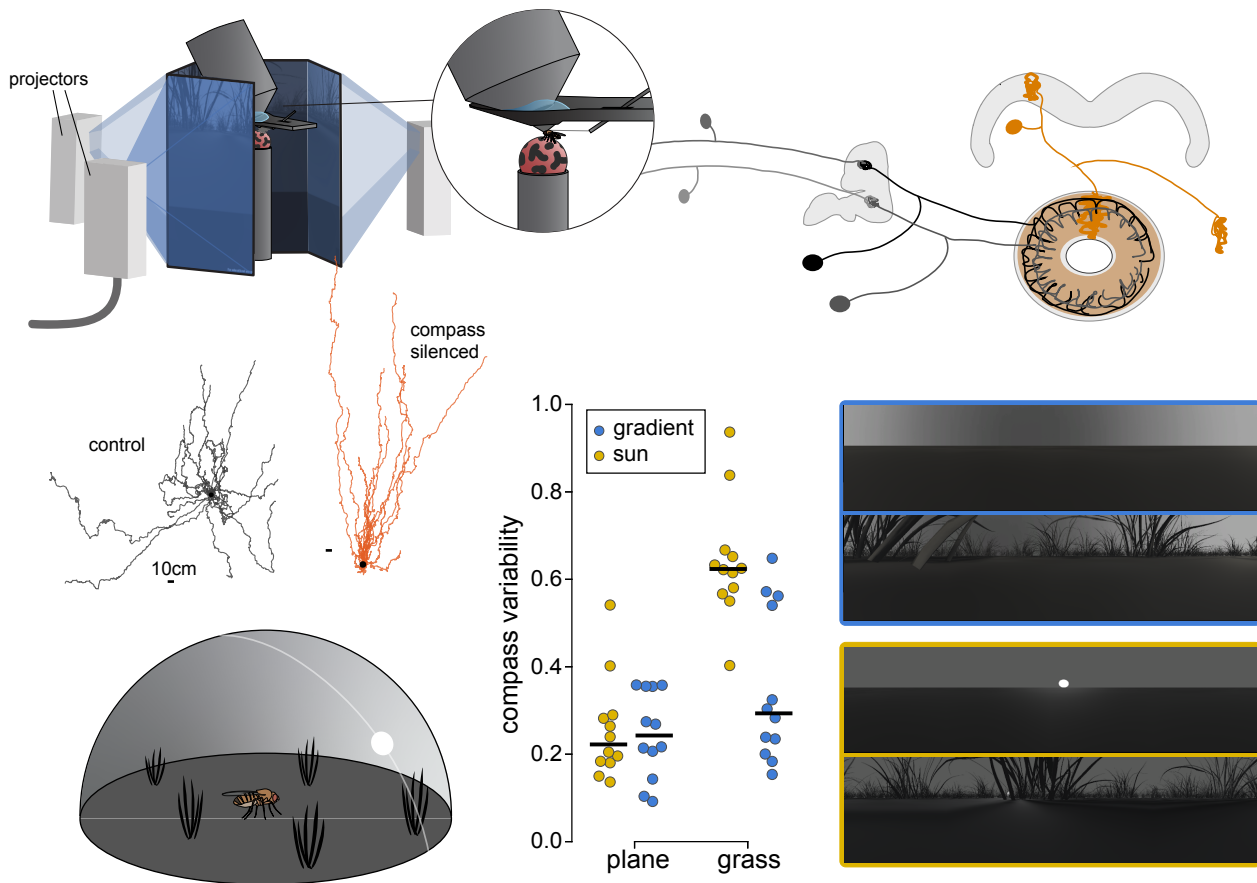 projectors
compass
silenced
control
10cm
compass variability
1.0
0.8
0.6
0.4
0.2
0.0
gradient
sun
plane
grass